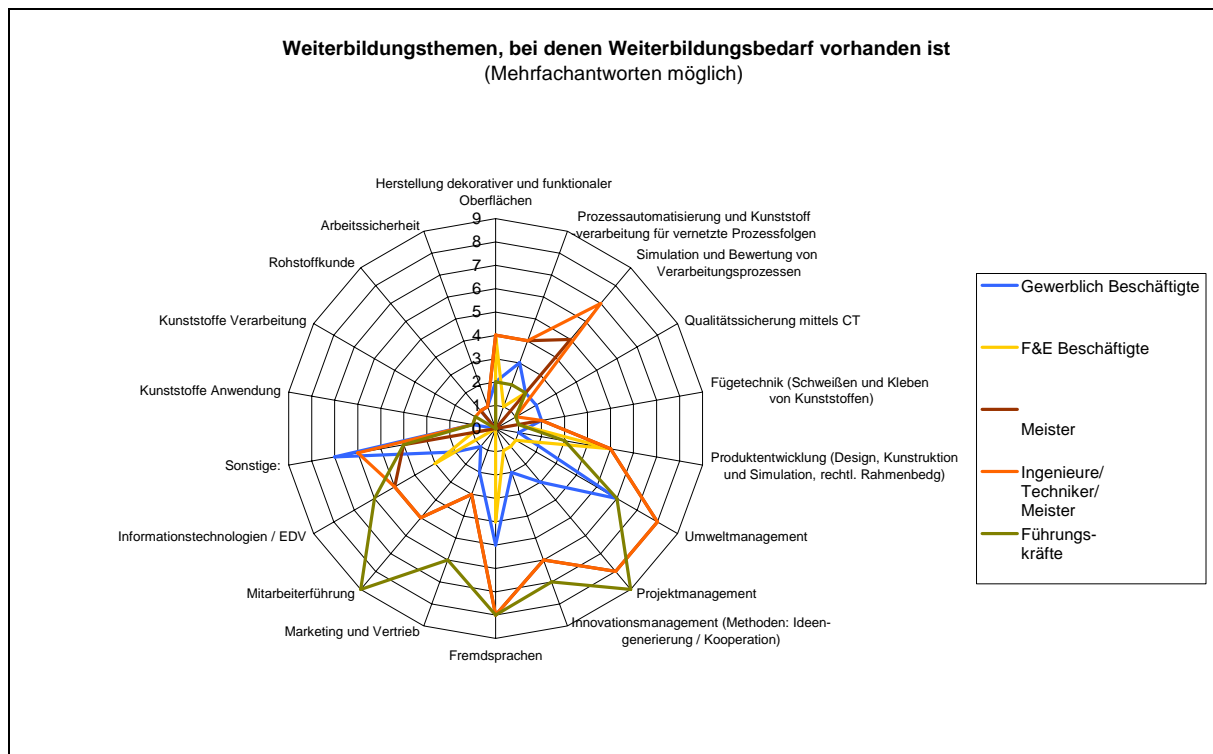 Weiterbildungsthemen, bei denen Weiterbildungsbedarf vorhanden ist
(Mehrfachantworten möglich)
Herstellung dekorativer und funktionaler
Oberflächen
Prozessautomatisierung und Kunststoff
verarbeitung für vernetzte Prozessfolgen
Simulation und Bewertung von
Verarbeitungsprozessen
Qualitätssicherung mittels CT
Fügetechnik (Schweißen und Kleben
von Kunststoffen)
Produktentwicklung (Design, Kunstruktion
und Simulation, rechtl. Rahmenbedg)
Umweltmanagement
Projektmanagement
Innovationsmanagement (Methoden: Ideen-
generierung / Kooperation)
Fremdsprachen
Marketing und Vertrieb
Mitarbeiterführung
Informationstechnologien / EDV
Sonstige:
Kunststoffe Anwendung
Kunststoffe Verarbeitung
Rohstoffkunde
Arbeitssicherheit
9
8
7
6
5
4
3
2
1
0
Gewerblich Beschäftigte
F&E Beschäftigte
Meister
Ingenieure/
Techniker/
Meister
Führungs-
kräfte